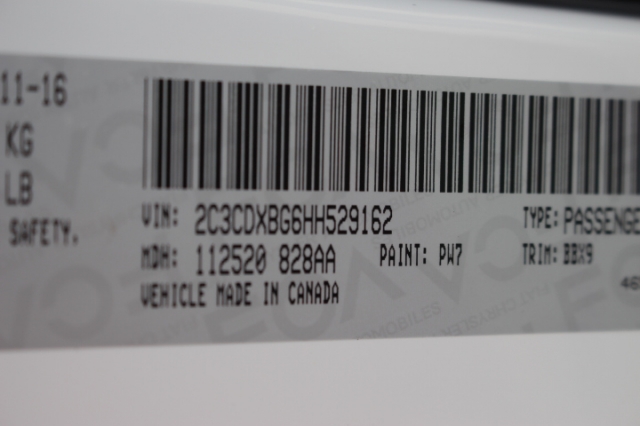 11-16
KG
LB
SAFETY.
VIN: 2C3CDXBG6HH529162 TYPE: PASSENGE
MDH: 112520 828AA PAINT: PW7 TRIM: BBX9
VEHICLE MADE IN CANADA 46